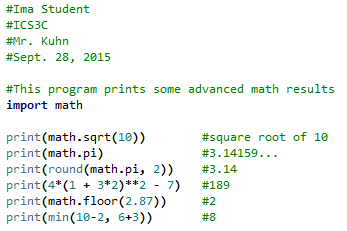 #Ima Student
#ICS3C
#Mr. Kuhn
#Sept. 28, 2015

#This program prints some advanced math results
import math

print(math.sqrt(10))        #square root of 10
print(math.pi)              #3.14159...
print(round(math.pi, 2))    #3.14
print(4*(1 + 3*2)**2 - 7)   #189
print(math.floor(2.87))     #2
print(min(10-2, 6+3))       #8